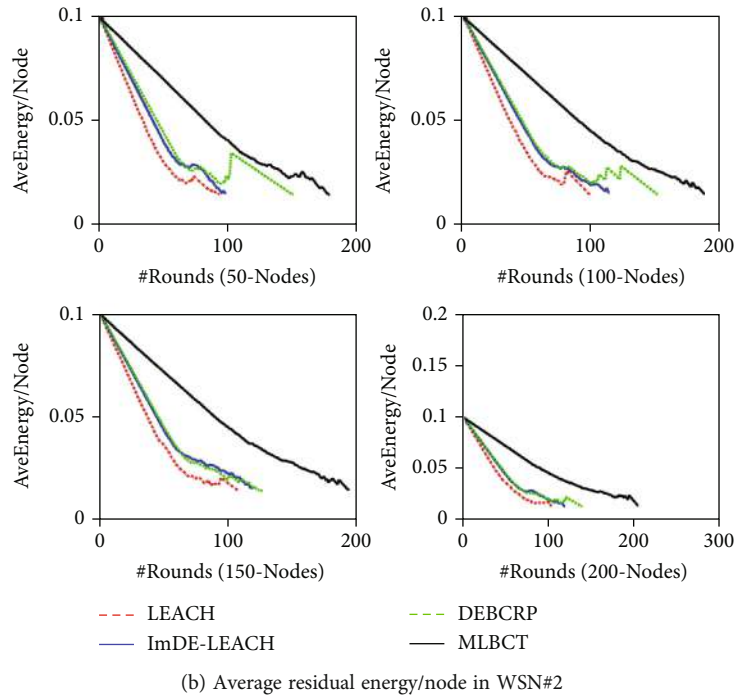 0.1
0.05
0
AveEnergy/Node
0 100 200
#Rounds (50-Nodes)
0.1
0.05
0
AveEnergy/Node
0 100 200
#Rounds (100-Nodes)
0.1
0.05
0
AveEnergy/Node
0 100 200
#Rounds (150-Nodes)
0.2
0.1
0.05
0
AveEnergy/Node
0 100 200 300
#Rounds (200-Nodes)
LEACH
ImDE-LEACH
DEBCRP
MLBCT
(b) Average residual energy/node in WSN#2